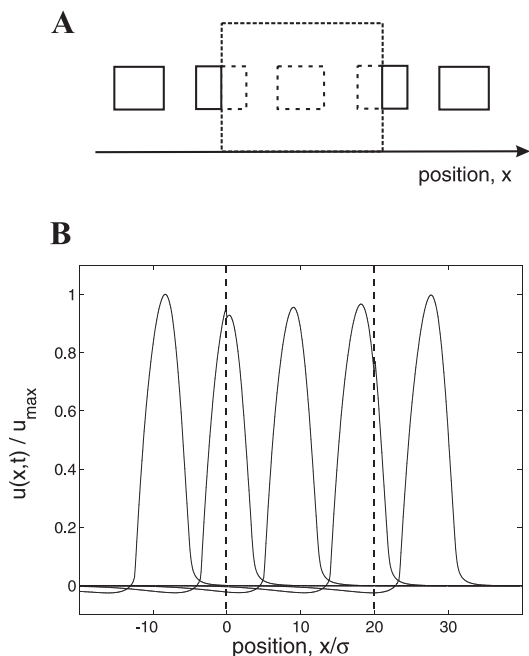 A
position, x
B
1
0.8
0.6
0.4
0.2
0
u(x,t) / u_max
-10 0 10 20 30
position, x/σ